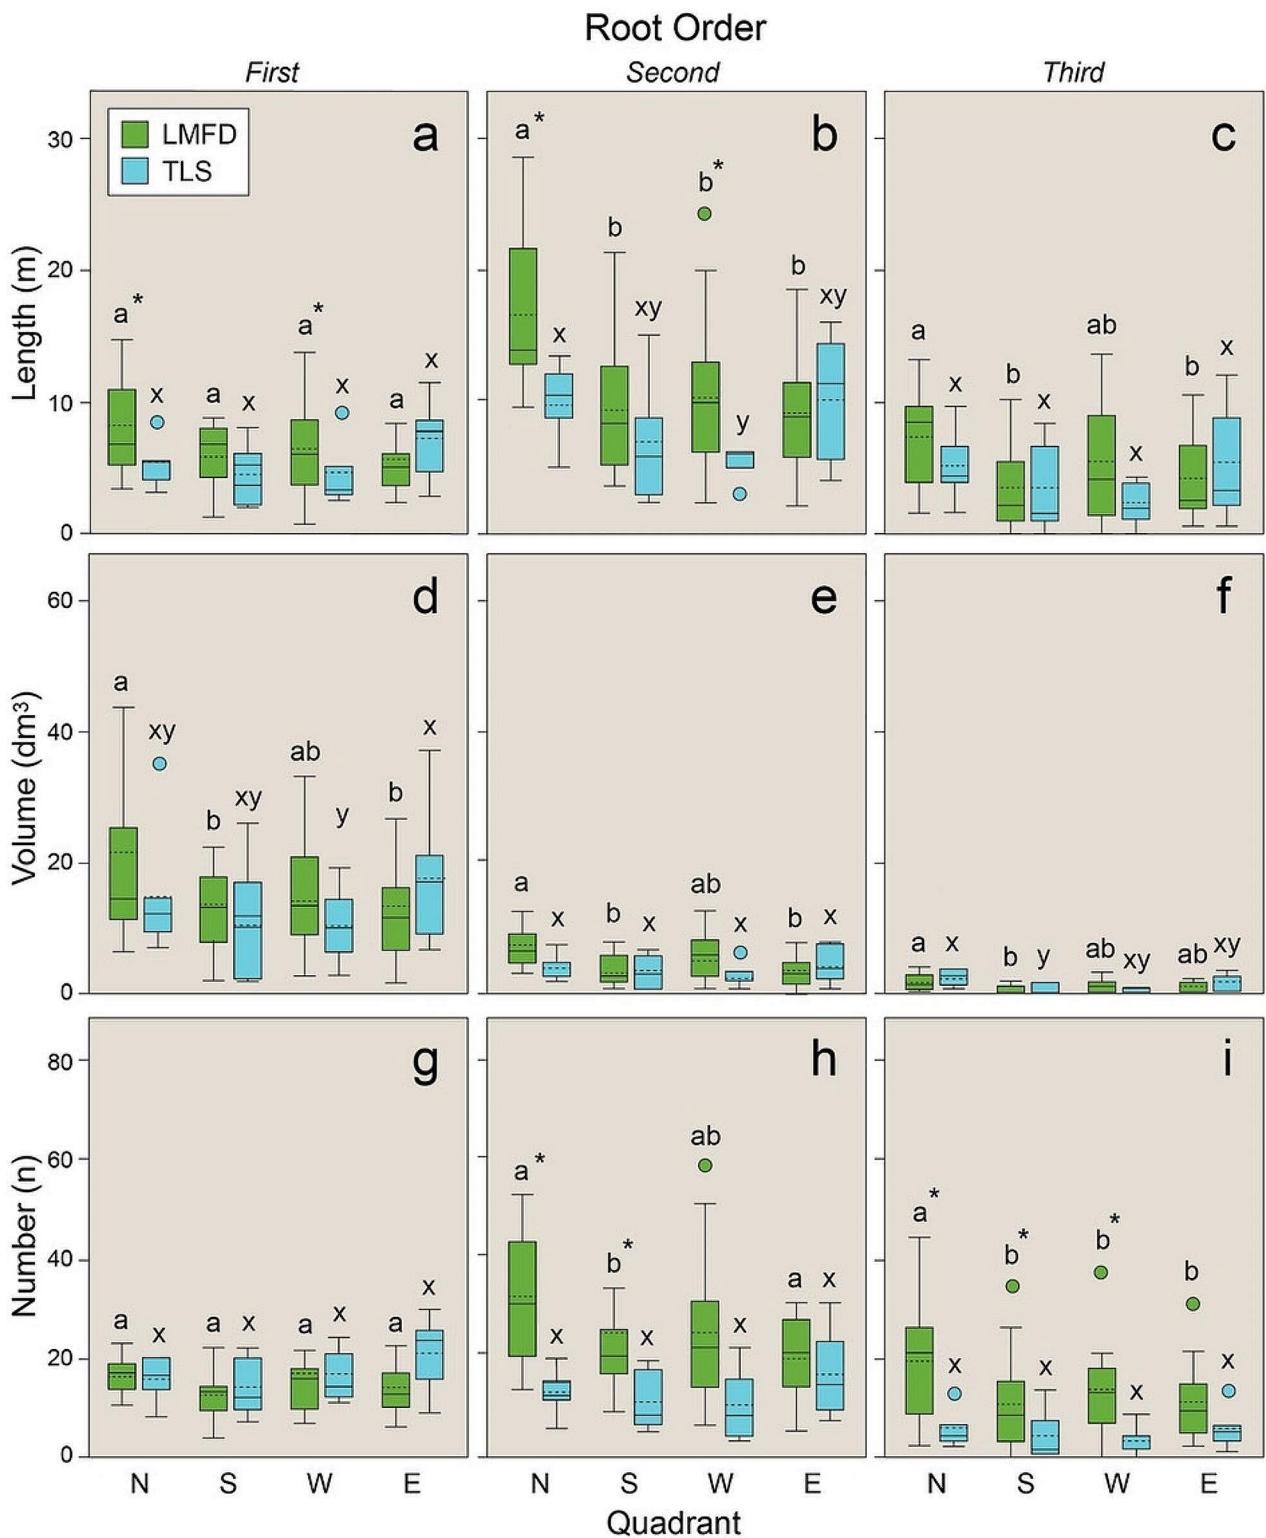 Root Order
First Second Third
LMFD
TLS
a
b
c
Length (m)
30
20
10
0
a* x a x a* x a x
a* x b xy b* y b xy
a x b x ab x b x
d
e
f
Volume (dm³)
60
40
20
0
a xy b xy ab y b x
a x b x ab x b x
a x b y ab xy ab xy
g
h
i
Number (n)
80
60
40
20
0
a x a x a x a x
a* x b* x ab x a x
a* x b* x b* x b x
N S W E N S W E N S W E
Quadrant